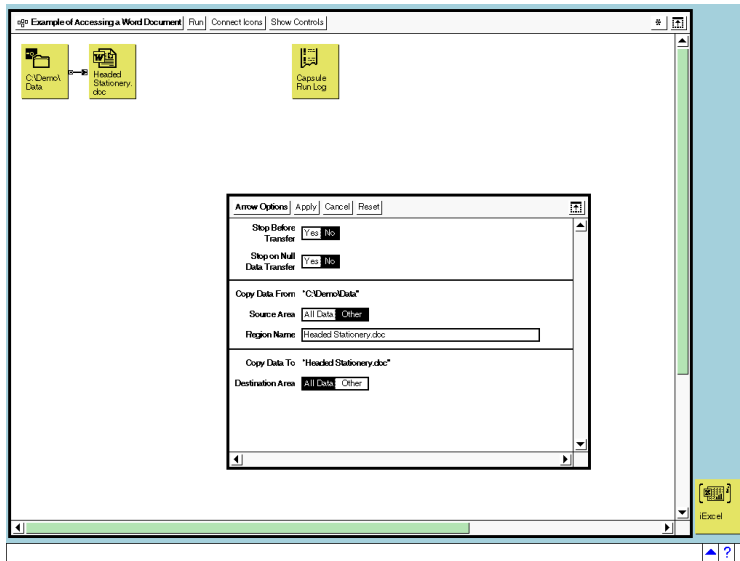 Example of Accessing a Word Document Run Connect Icons Show Controls *
C:\Demo\
Data
Headed
Stationery.
doc
Capsule
Run Log
Arrow Options Apply Cancel Reset
Stop Before
Transfer Yes No
Stop on Null
Data Transfer Yes No
Copy Data From "C:\Demo\Data"
Source Area All Data Other
Region Name Headed Stationery.doc
Copy Data To "Headed Stationery.doc"
Destination Area All Data Other
iExcel
?